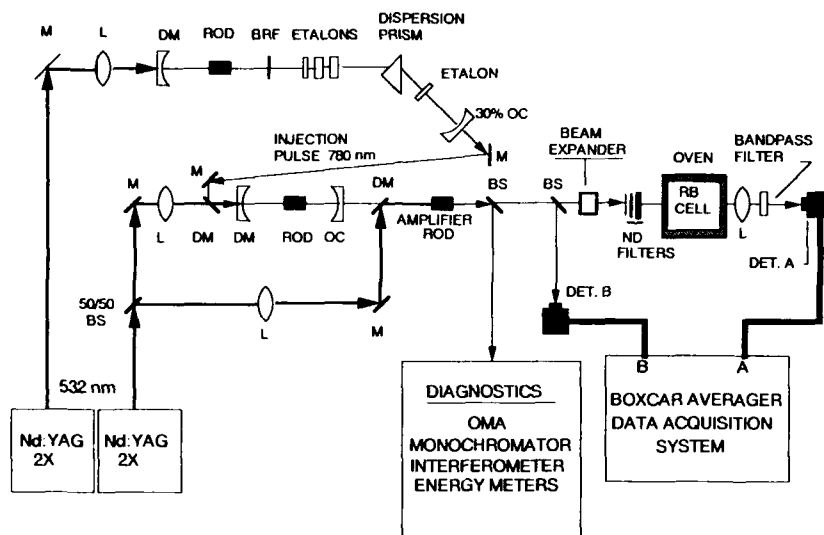 DISPERSION
PRISM
M
L
DM
ROD
BRF
ETALONS
ETALON
30% OC
INJECTION
PULSE 780 nm
M
M
M
L
DM
DM
ROD
OC
DM
AMPLIFIER
ROD
BS
BS
BEAM
EXPANDER
ND
FILTERS
OVEN
RB
CELL
L
BANDPASS
FILTER
DET. A
DET. B
50/50
BS
L
M
532 nm
Nd:YAG
2X
Nd:YAG
2X
DIAGNOSTICS
OMA
MONOCHROMATOR
INTERFEROMETER
ENERGY METERS
B
A
BOXCAR AVERAGER
DATA ACQUISITION
SYSTEM